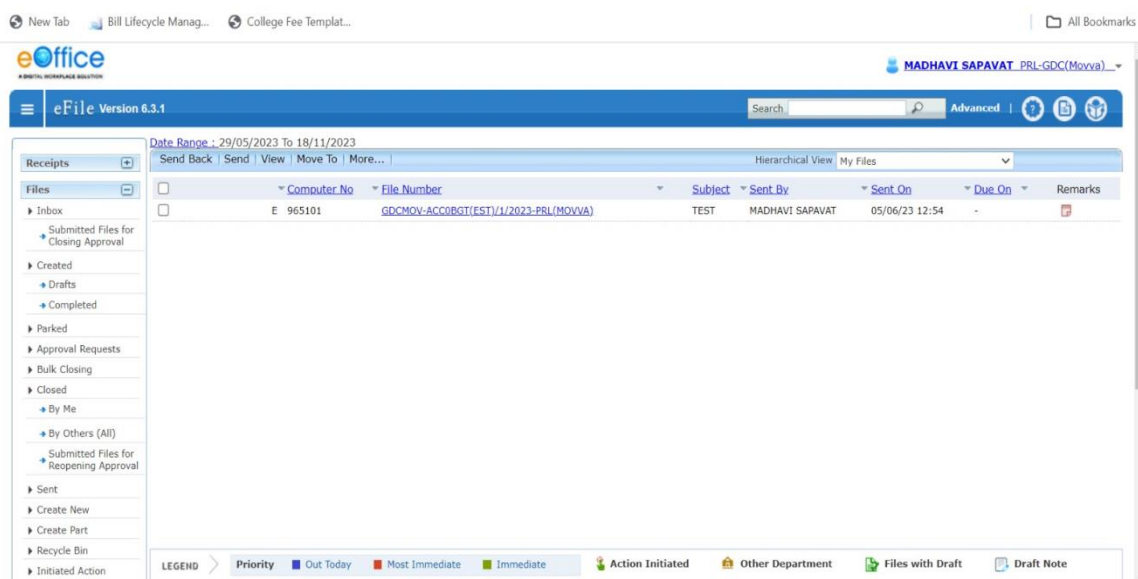 New Tab Bill Lifecycle Manag... College Fee Templat... All Bookmarks
eOffice
A DIGITAL WORKPLACE SOLUTION
MADHAVI SAPAVAT PRL-GDC(Movva)
eFile Version 6.3.1 Search Advanced |
Date Range : 29/05/2023 To 18/11/2023
Receipts
Send Back | Send | View | Move To | More... | Hierarchical View My Files
Files
Computer No File Number Subject Sent By Sent On Due On Remarks
E 965101 GDCMOV-ACC0BGT(EST)/1/2023-PRL(MOVVA) TEST MADHAVI SAPAVAT 05/06/23 12:54 -
Inbox
Submitted Files for
Closing Approval
Created
Drafts
Completed
Parked
Approval Requests
Bulk Closing
Closed
By Me
By Others (All)
Submitted Files for
Reopening Approval
Sent
Create New
Create Part
Recycle Bin
Initiated Action
LEGEND Priority Out Today Most Immediate Immediate Action Initiated Other Department Files with Draft Draft Note